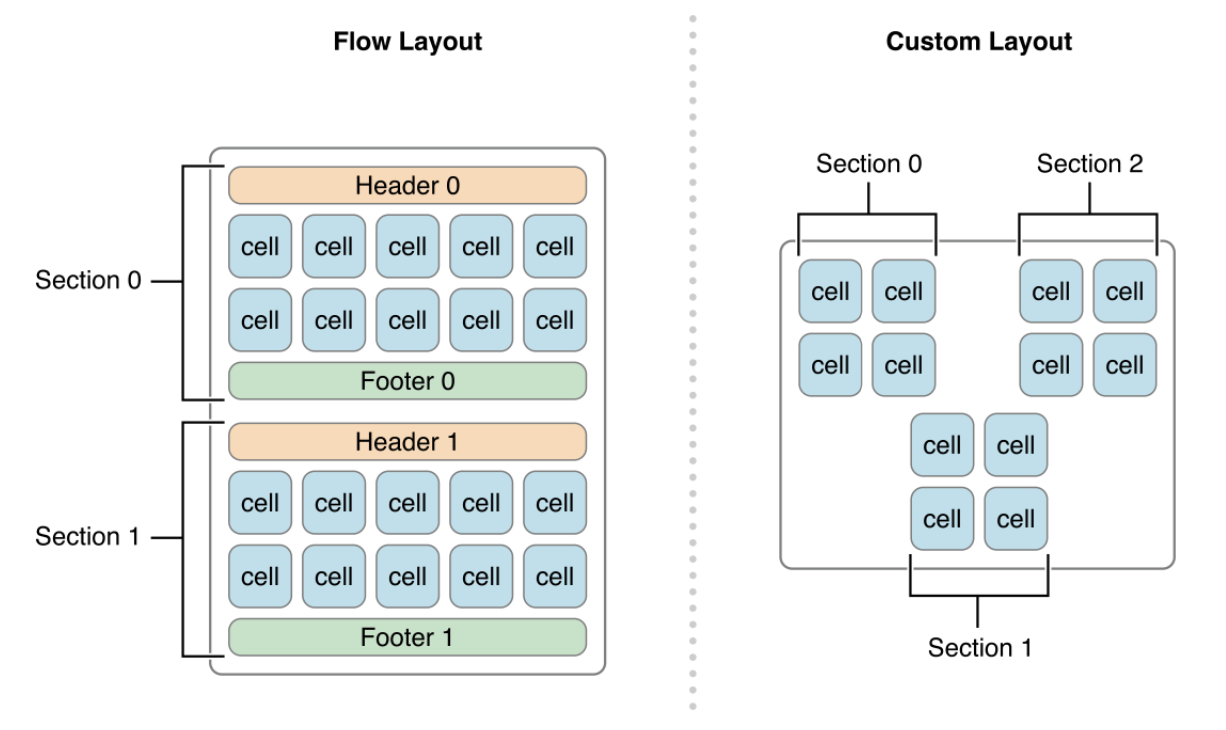 Flow Layout
Header 0
cell cell cell cell cell
Section 0
cell cell cell cell cell
Footer 0
Header 1
cell cell cell cell cell
Section 1
cell cell cell cell cell
Footer 1
Custom Layout
Section 0 Section 2
cell cell cell cell
cell cell cell cell
cell cell
cell cell
Section 1